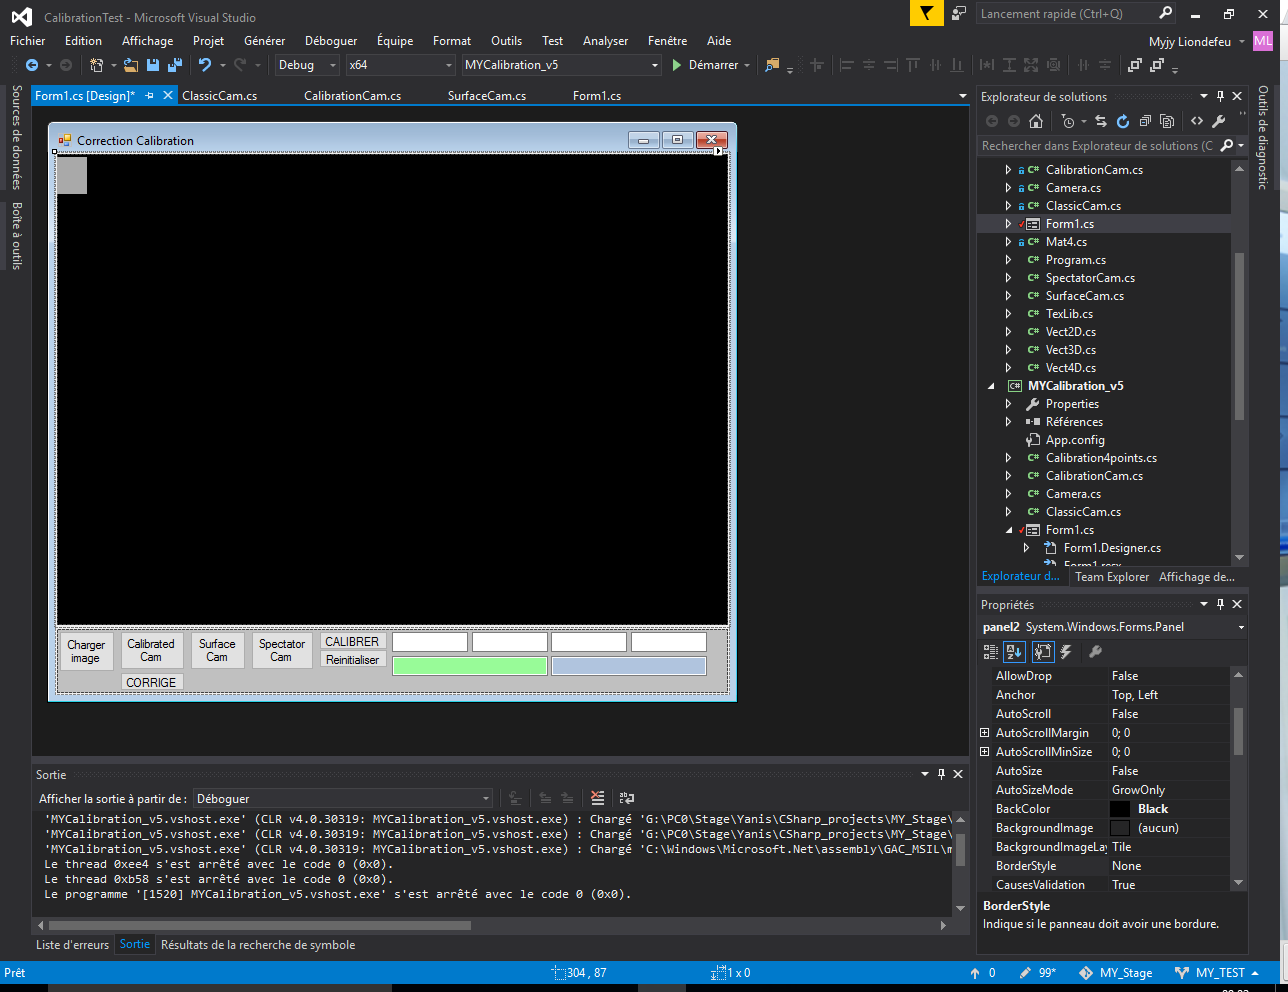 CalibrationTest - Microsoft Visual Studio
Lancement rapide (Ctrl+Q)
Fichier Edition Affichage Projet Générer Déboguer Équipe Format Outils Test Analyser Fenêtre Aide
Myjy Liondefeu ML
Debug x64 MYCalibration_v5 Démarrer
Sources de données
Boîte à outils
Form1.cs [Design]* ClassicCam.cs CalibrationCam.cs SurfaceCam.cs Form1.cs
Correction Calibration
Charger image
Calibrated Cam
Surface Cam
Spectator Cam
CALIBRER
Reinitialiser
CORRIGE
Sortie
Afficher la sortie à partir de : Déboguer
'MYCalibration_v5.vshost.exe' (CLR v4.0.30319: MYCalibration_v5.vshost.exe) : Chargé 'G:\PC0\Stage\Yanis\CSharp_projects\MY_Stage\
'MYCalibration_v5.vshost.exe' (CLR v4.0.30319: MYCalibration_v5.vshost.exe) : Chargé 'G:\PC0\Stage\Yanis\CSharp_projects\MY_Stage\
'MYCalibration_v5.vshost.exe' (CLR v4.0.30319: MYCalibration_v5.vshost.exe) : Chargé 'C:\Windows\Microsoft.Net\assembly\GAC_MSIL\m
Le thread 0xee4 s'est arrêté avec le code 0 (0x0).
Le thread 0xb58 s'est arrêté avec le code 0 (0x0).
Le programme '[1520] MYCalibration_v5.vshost.exe' s'est arrêté avec le code 0 (0x0).
Liste d'erreurs Sortie Résultats de la recherche de symbole
Explorateur de solutions
Rechercher dans Explorateur de solutions (C
CalibrationCam.cs
Camera.cs
ClassicCam.cs
Form1.cs
Mat4.cs
Program.cs
SpectatorCam.cs
SurfaceCam.cs
TexLib.cs
Vect2D.cs
Vect3D.cs
Vect4D.cs
MYCalibration_v5
Properties
Références
App.config
Calibration4points.cs
CalibrationCam.cs
Camera.cs
ClassicCam.cs
Form1.cs
Form1.Designer.cs
Form1.resx
Explorateur d... Team Explorer Affichage de...
Outils de diagnostic
Propriétés
panel2 System.Windows.Forms.Panel
AllowDrop False
Anchor Top, Left
AutoScroll False
AutoScrollMargin 0; 0
AutoScrollMinSize 0; 0
AutoSize False
AutoSizeMode GrowOnly
BackColor Black
BackgroundImage (aucun)
BackgroundImageLay Tile
BorderStyle None
CausesValidation True
BorderStyle
Indique si le panneau doit avoir une bordure.
Prêt 304 , 87 1 x 0 0 99* MY_Stage MY_TEST